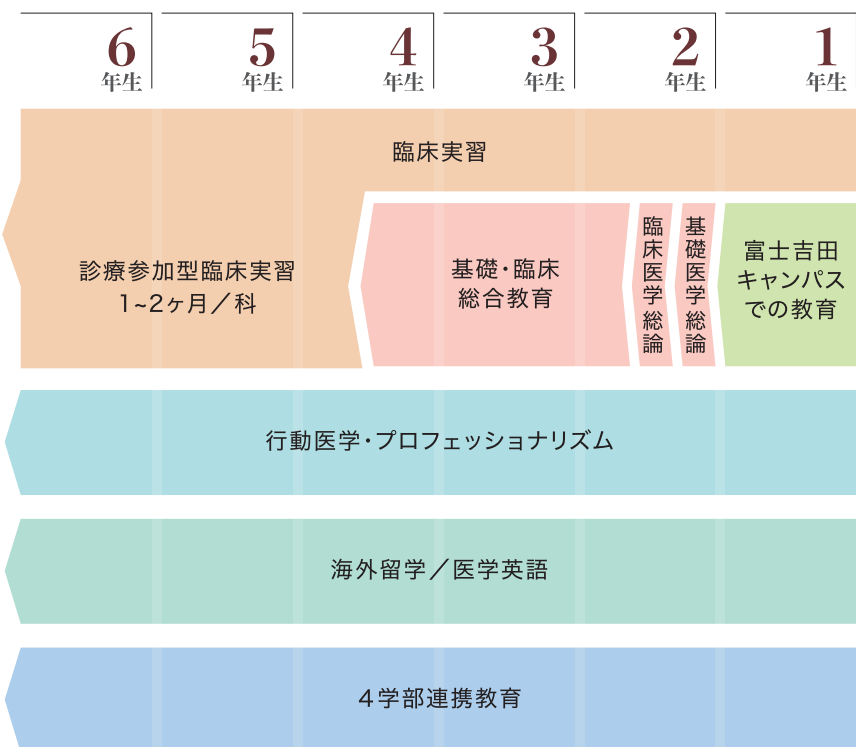 6
年生
5
年生
4
年生
3
年生
2
年生
1
年生
臨床実習
診療参加型臨床実習
1~2ヶ月／科
基礎・臨床
総合教育
臨床医学 総論
基礎医学 総論
富士吉田
キャンパス
での教育
行動医学・プロフェッショナリズム
海外留学／医学英語
4学部連携教育